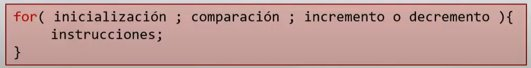 for( inicialización ; comparación ; incremento o decremento ){
instrucciones;
}